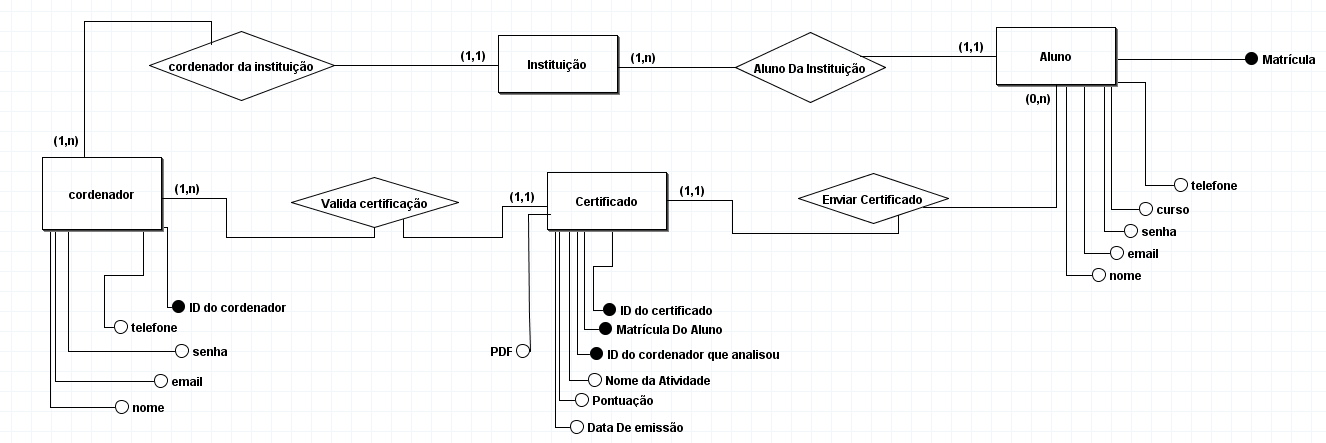 cordenador da instituição
(1,1)
Instituição
(1,n)
Aluno Da Instituição
(1,1)
Aluno
Matrícula
(0,n)
(1,n)
cordenador
(1,n)
Valida certificação
(1,1)
Certificado
(1,1)
Enviar Certificado
telefone
curso
senha
email
nome
ID do cordenador
telefone
senha
email
nome
PDF
ID do certificado
Matrícula Do Aluno
ID do cordenador que analisou
Nome da Atividade
Pontuação
Data De emissão